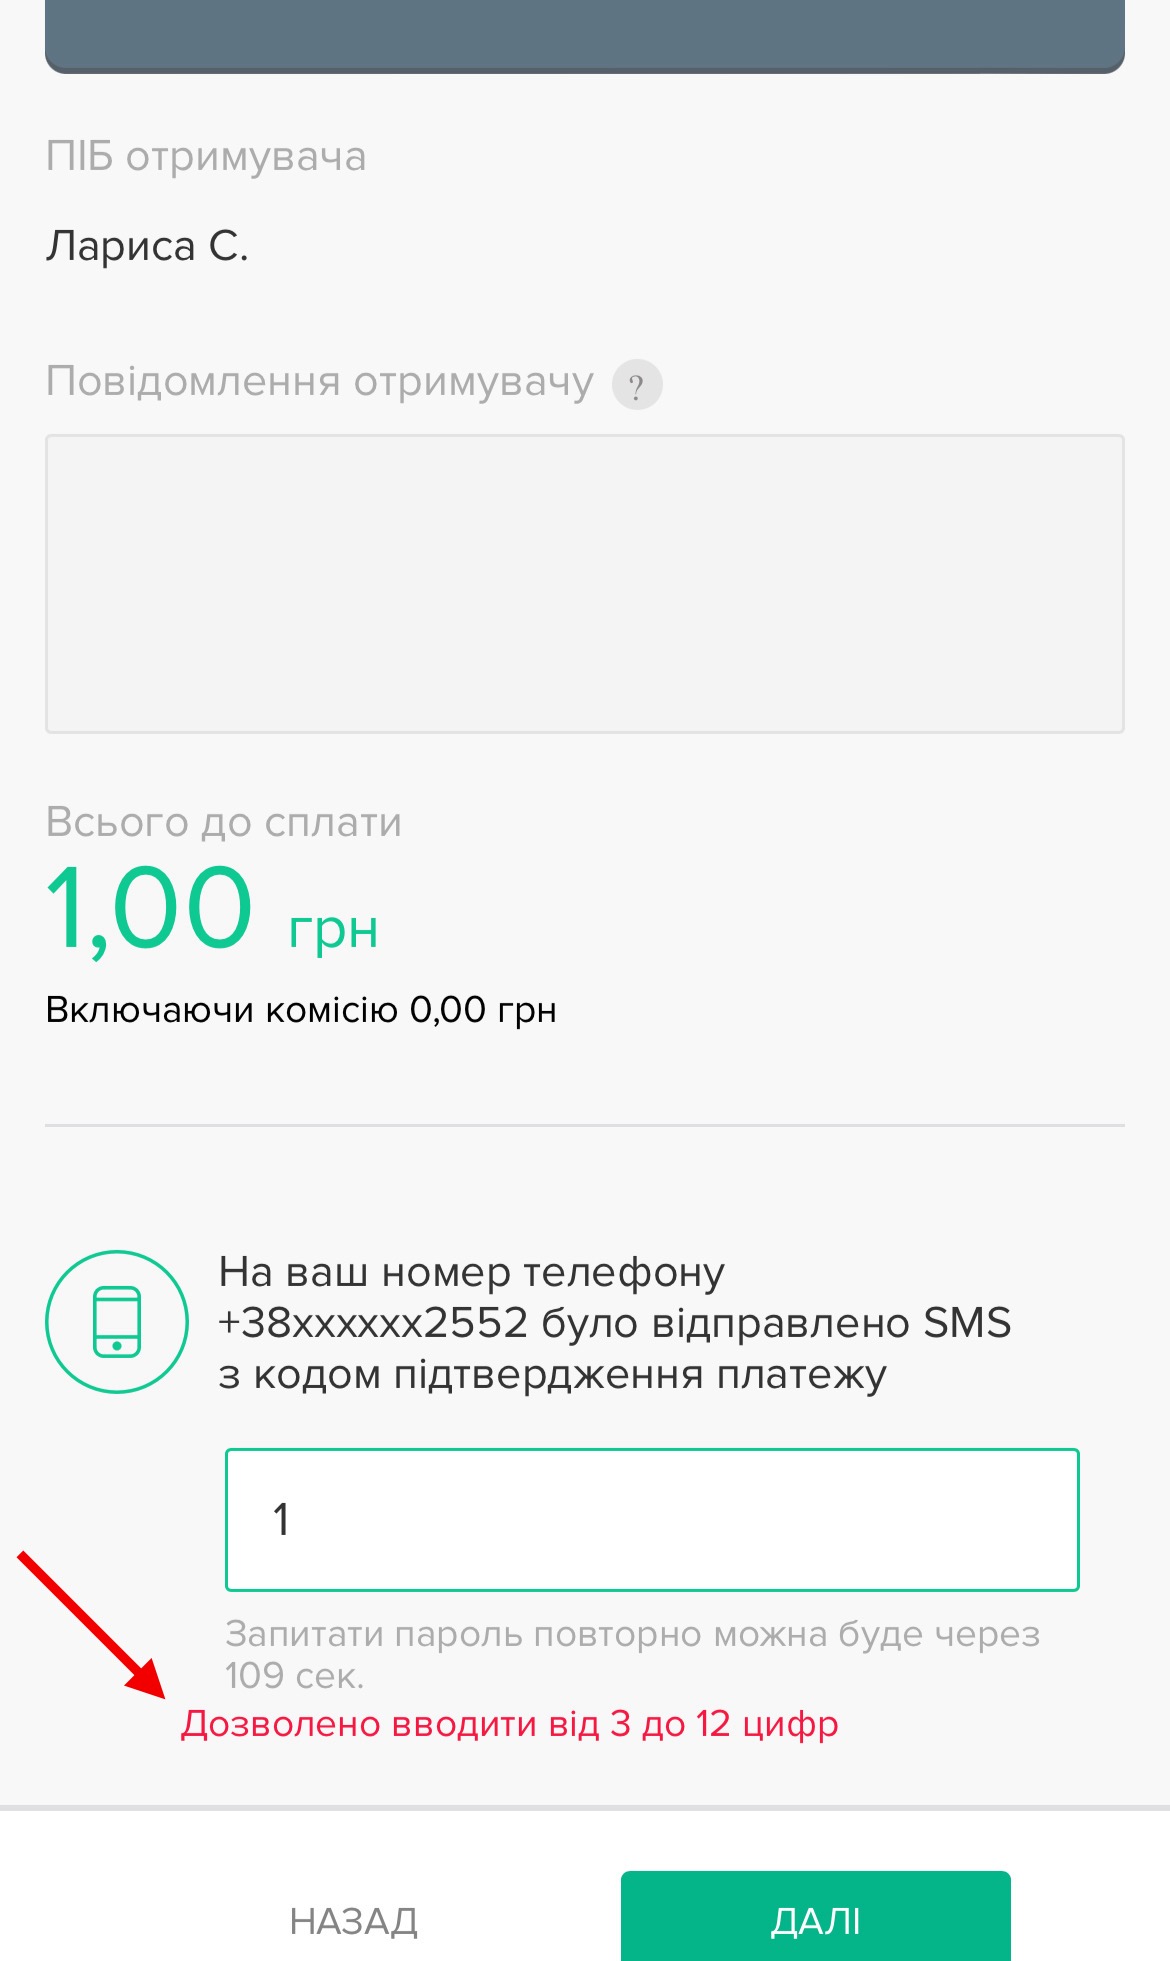 ПІБ отримувача
Лариса С.
Повідомлення отримувачу ?
Всього до сплати
1,00 грн
Включаючи комісію 0,00 грн
На ваш номер телефону
+38xxxxxx2552 було відправлено SMS
з кодом підтвердження платежу
1
Запитати пароль повторно можна буде через
109 сек.
Дозволено вводити від 3 до 12 цифр
НАЗАД ДАЛІ